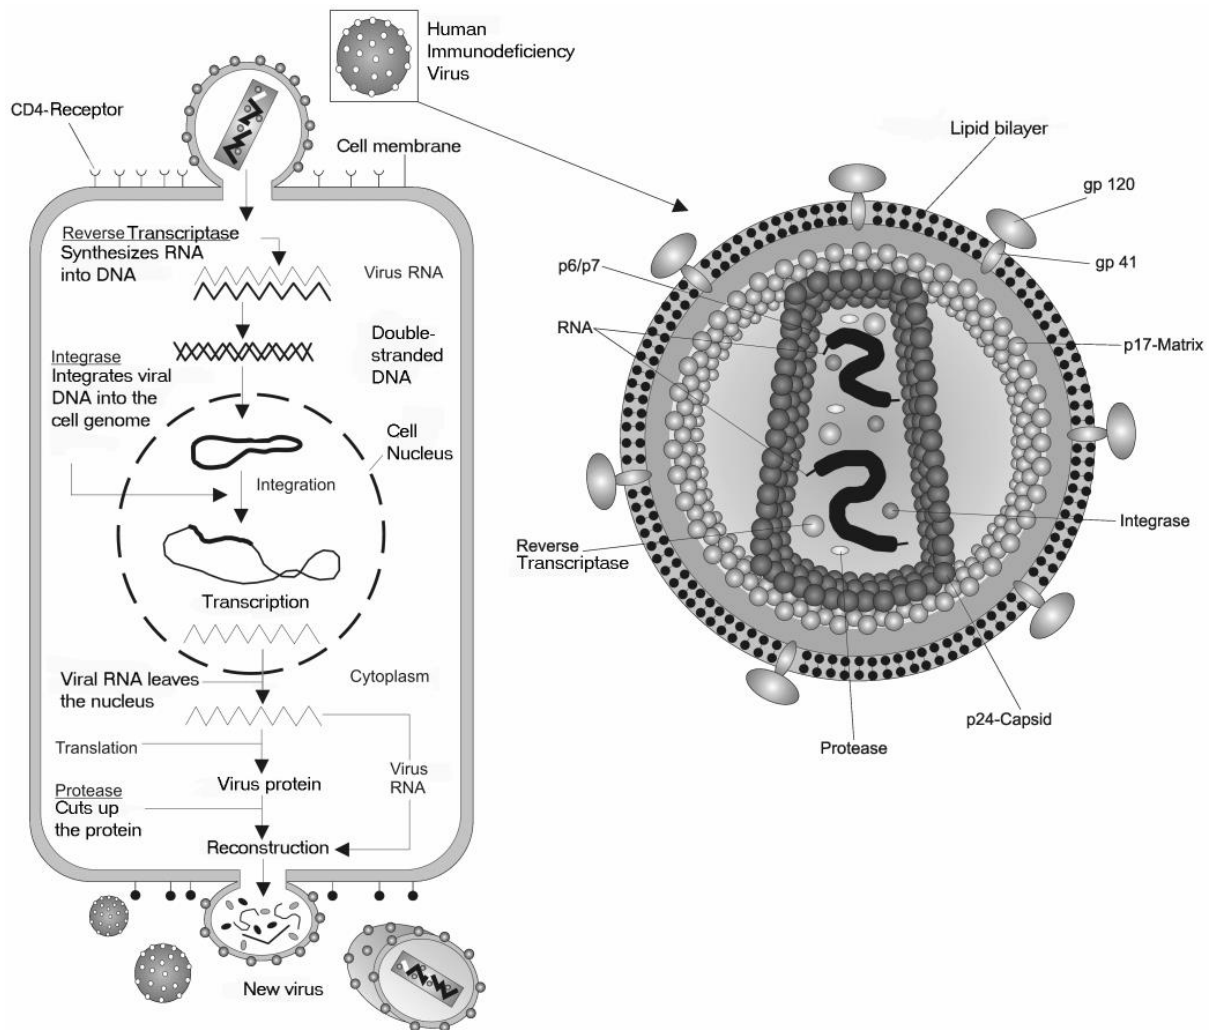 Human
Immunodeficiency
Virus
CD4-Receptor
Cell membrane
Reverse Transcriptase
Synthesizes RNA
into DNA
Virus RNA
Double-
stranded
DNA
Integrase
Integrates viral
DNA into the
cell genome
Cell
Nucleus
Integration
Transcription
Viral RNA leaves
the nucleus
Cytoplasm
Translation
Virus protein
Virus
RNA
Protease
Cuts up
the protein
Reconstruction
New virus
Lipid bilayer
gp 120
gp 41
p6/p7
RNA
p17-Matrix
Integrase
Reverse
Transcriptase
p24-Capsid
Protease